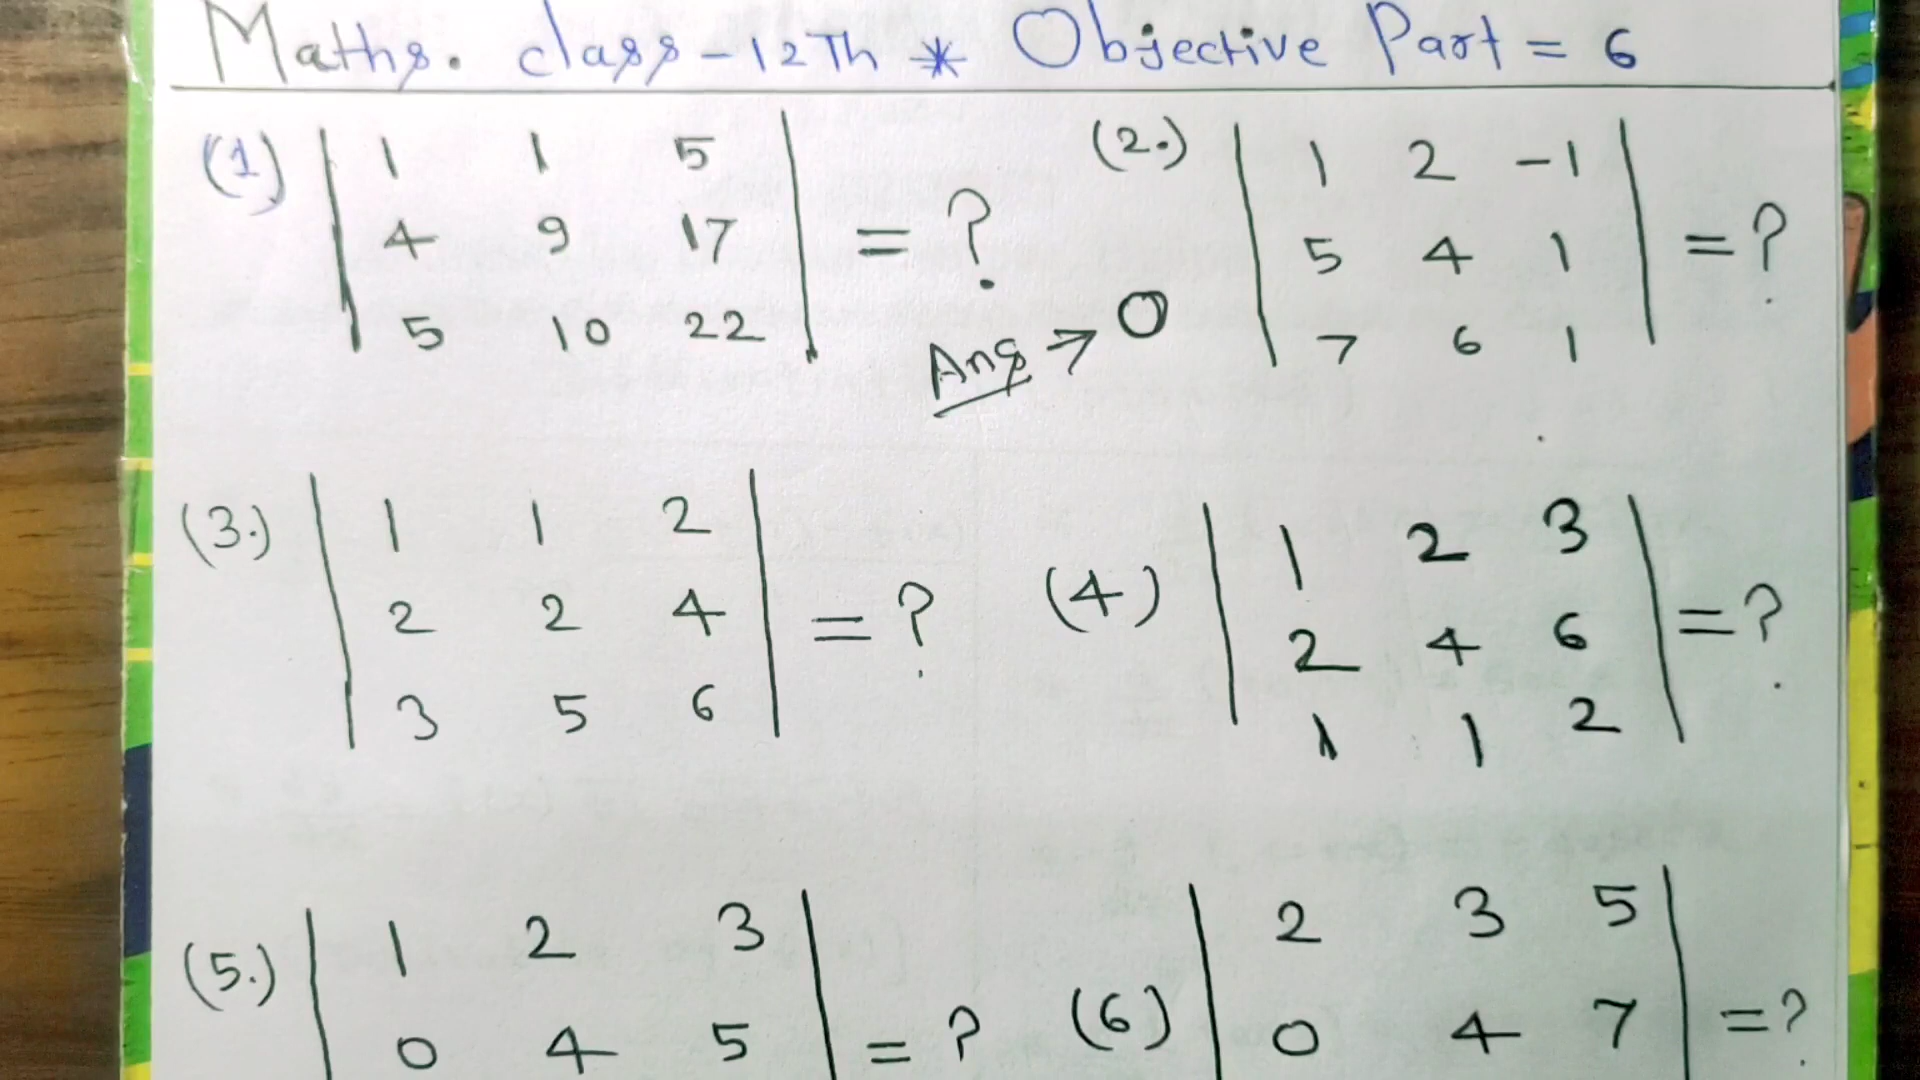 Maths. class-12Th * Objective Part = 6
(1) | 1 1 5 |
| 4 9 17 | = ?
| 5 10 22 |
Ans → 0
(2.) | 1 2 -1 |
| 5 4 1 | = ?
| 7 6 1 |
(3.) | 1 1 2 |
| 2 2 4 | = ?
| 3 5 6 |
(4) | 1 2 3 |
| 2 4 6 | = ?
| 1 1 2 |
(5.) | 1 2 3 |
| 0 4 5 | = ?
(6) | 2 3 5 |
| 0 4 7 | = ?